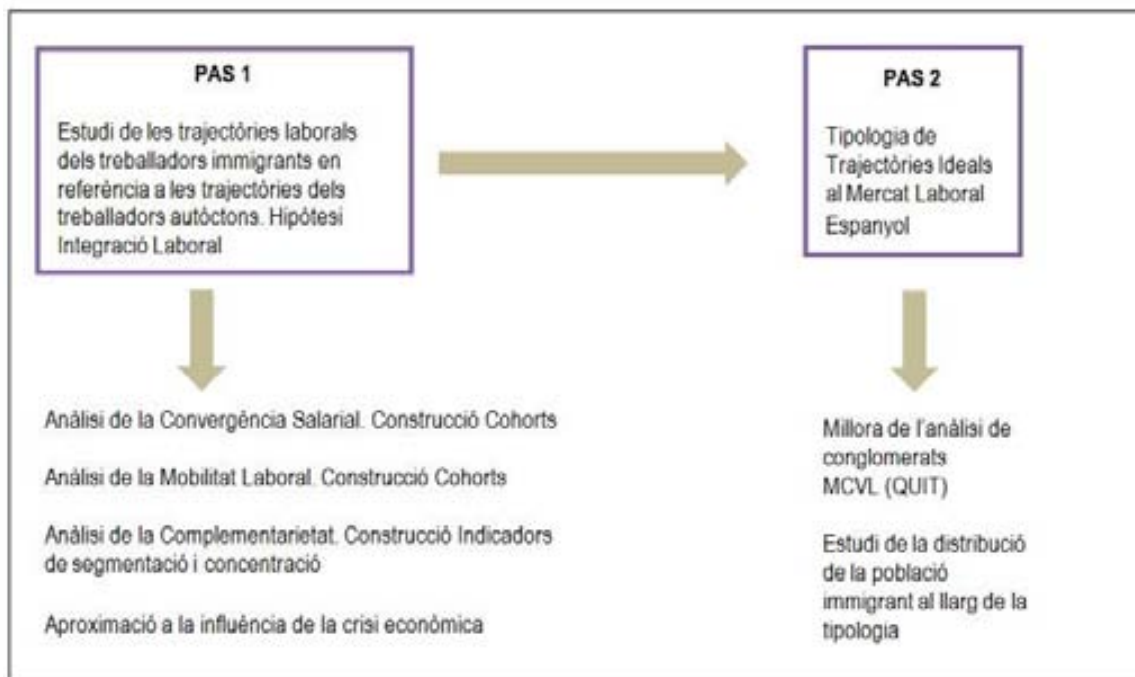 PAS 1
Estudi de les trajectòries laborals
dels treballadors immigrants en
referència a les trajectòries dels
treballadors autòctons. Hipòtesi
Integració Laboral
PAS 2
Tipologia de
Trajectòries Ideals
al Mercat Laboral
Espanyol
Anàlisi de la Convergència Salarial. Construcció Cohorts
Anàlisi de la Mobilitat Laboral. Construcció Cohorts
Anàlisi de la Complementarietat. Construcció Indicadors
de segmentació i concentració
Aproximació a la influència de la crisi econòmica
Millora de l'anàlisi de
conglomerats
MCVL (QUIT)
Estudi de la distribució
de la població
immigrant al llarg de la
tipologia